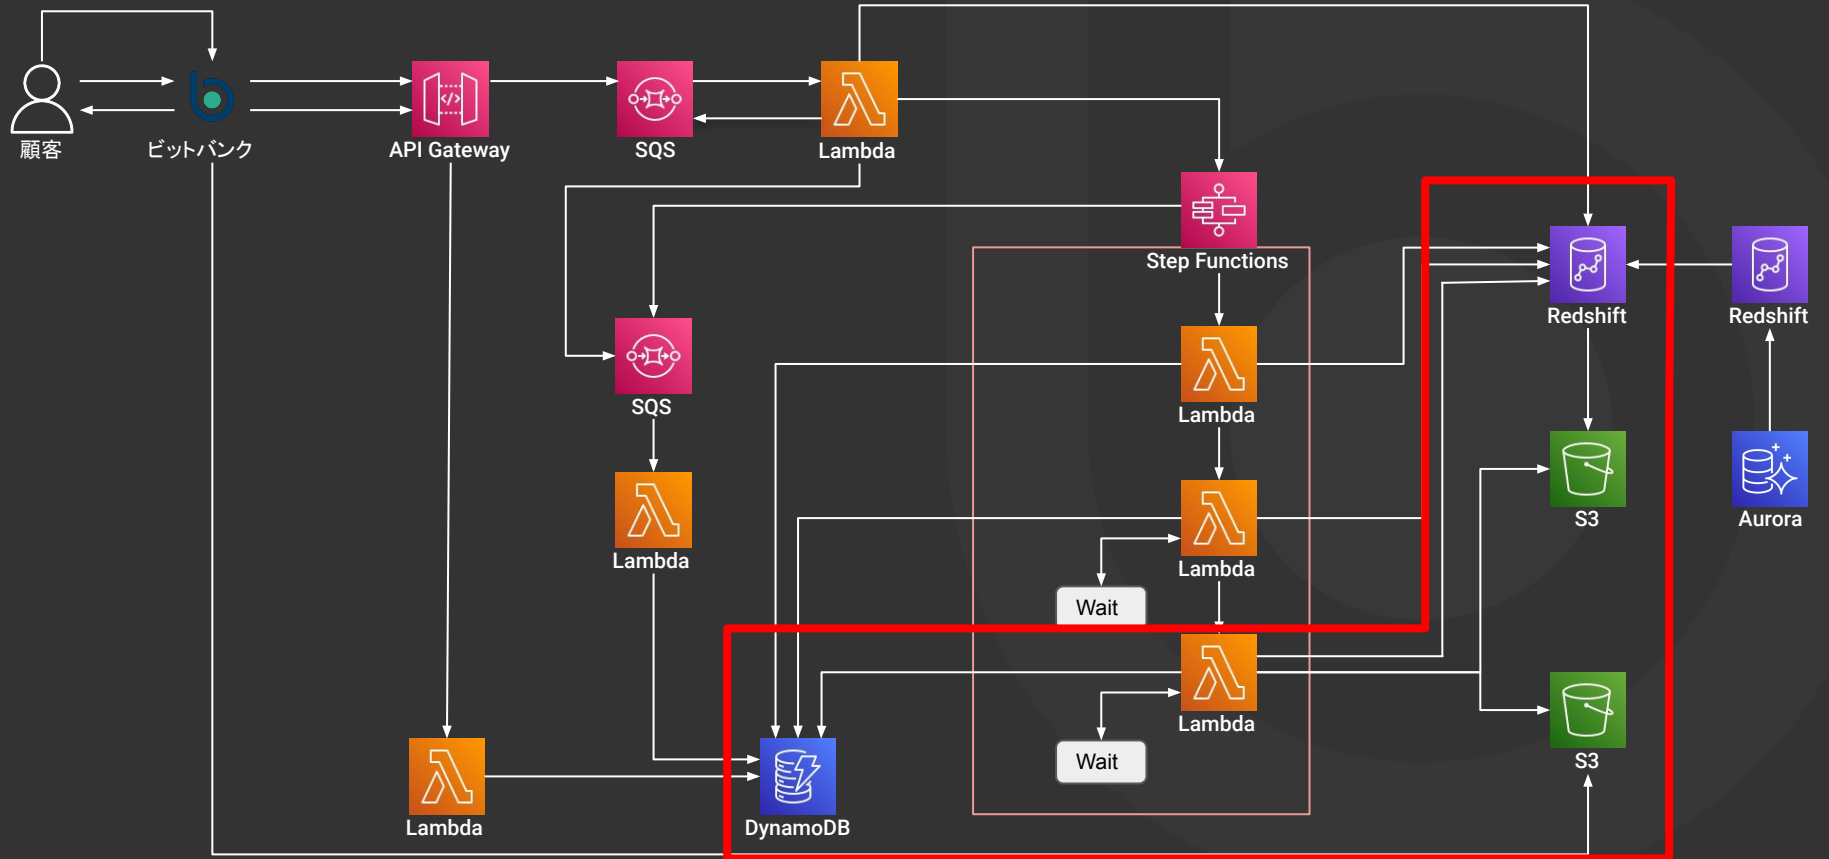 顧客
ビットバンク
API Gateway
SQS
Lambda
Step Functions
Redshift
Redshift
SQS
Lambda
S3
Aurora
Lambda
Lambda
Wait
Lambda
S3
Wait
Lambda
DynamoDB